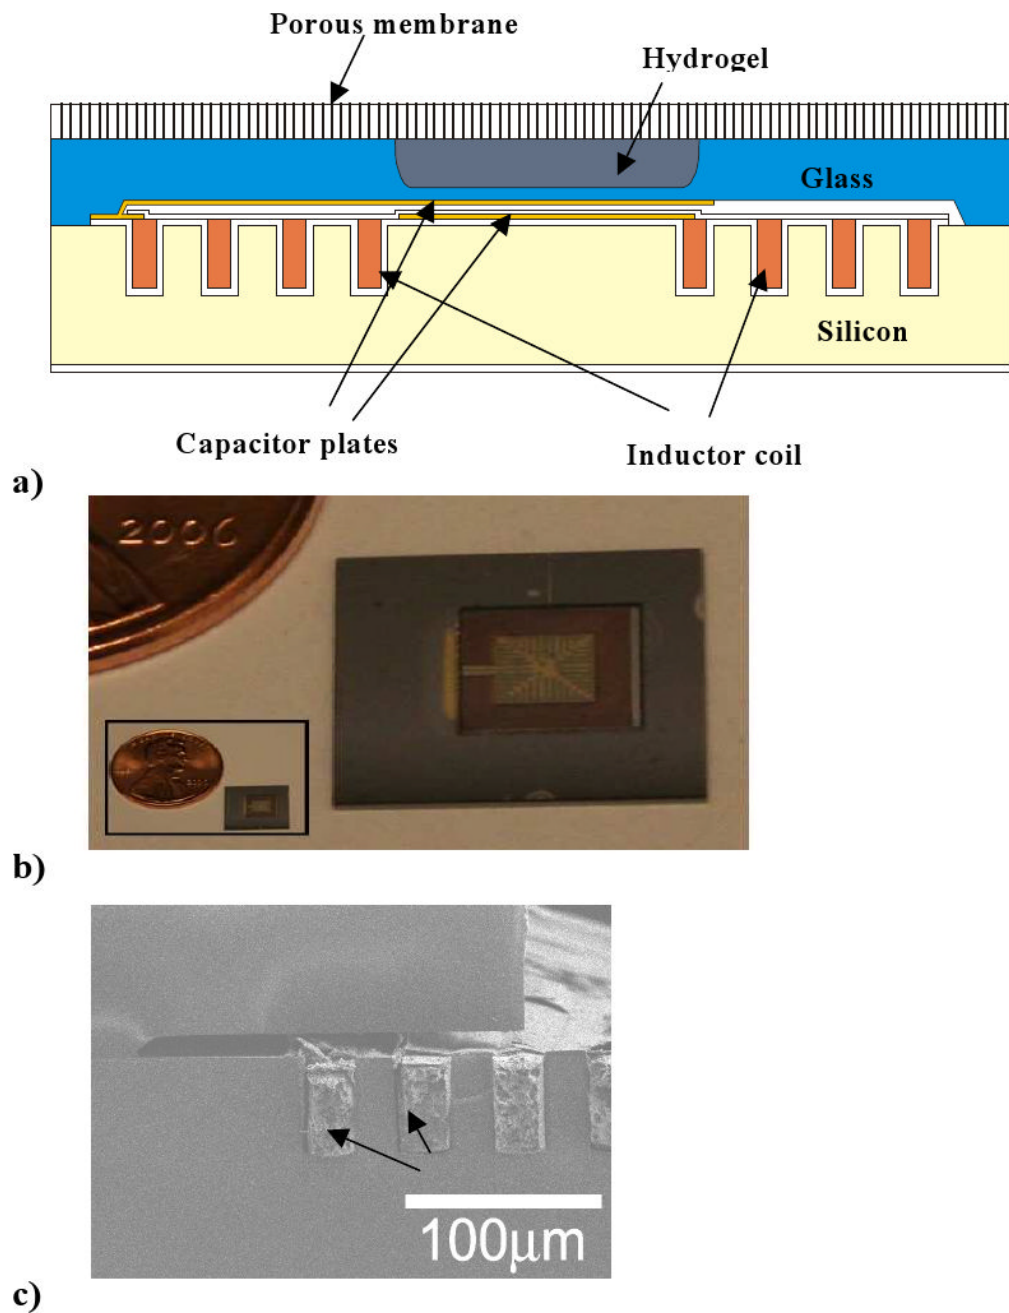 Porous membrane
Hydrogel
Glass
Silicon
Capacitor plates
Inductor coil
a)
2006
b)
100µm
c)